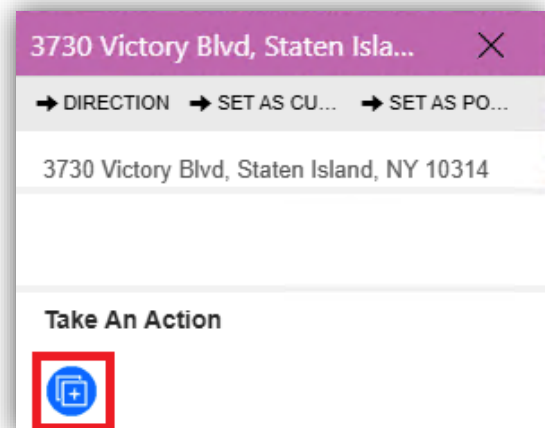 3730 Victory Blvd, Staten Isla...
DIRECTION SET AS CU... SET AS PO...
3730 Victory Blvd, Staten Island, NY 10314
Take An Action